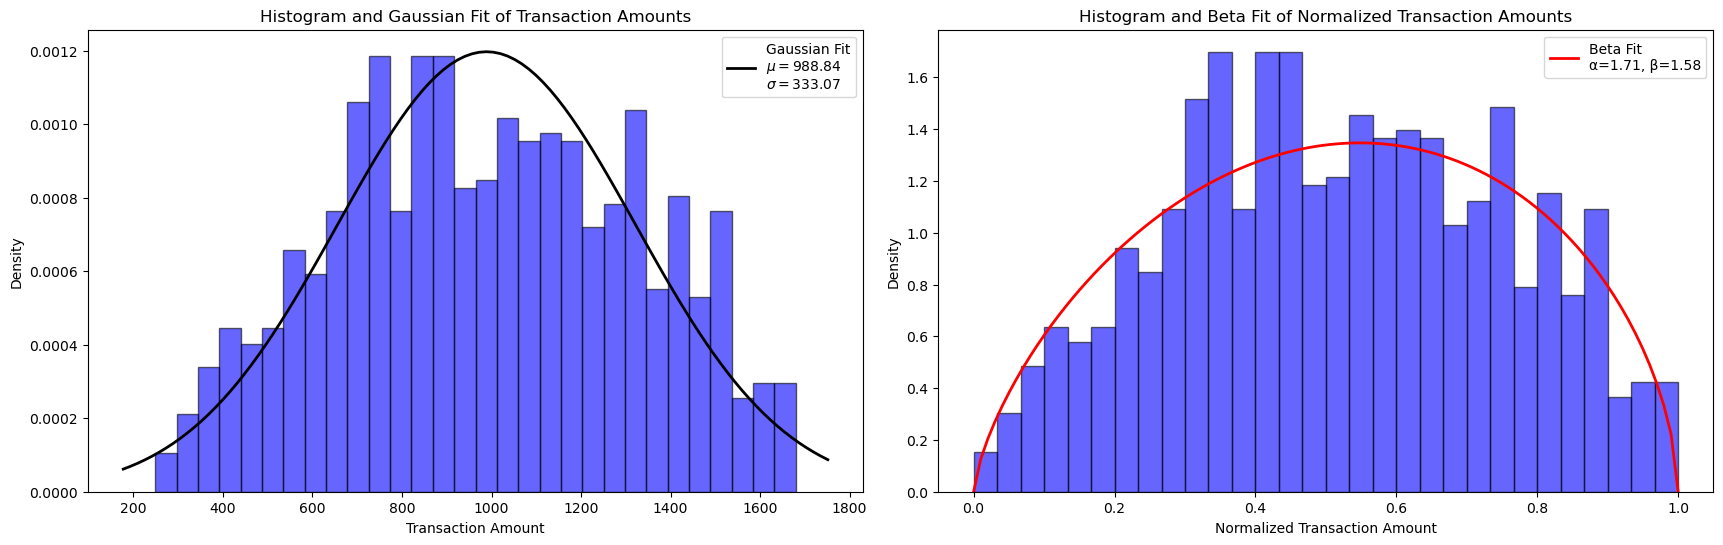 Histogram and Gaussian Fit of Transaction Amounts
Gaussian Fit
μ = 988.84
σ = 333.07
0.0012
0.0010
0.0008
0.0006
0.0004
0.0002
0.0000
Density
200 400 600 800 1000 1200 1400 1600 1800
Transaction Amount
Histogram and Beta Fit of Normalized Transaction Amounts
Beta Fit
α=1.71, β=1.58
1.6
1.4
1.2
1.0
0.8
0.6
0.4
0.2
0.0
Density
0.0 0.2 0.4 0.6 0.8 1.0
Normalized Transaction Amount